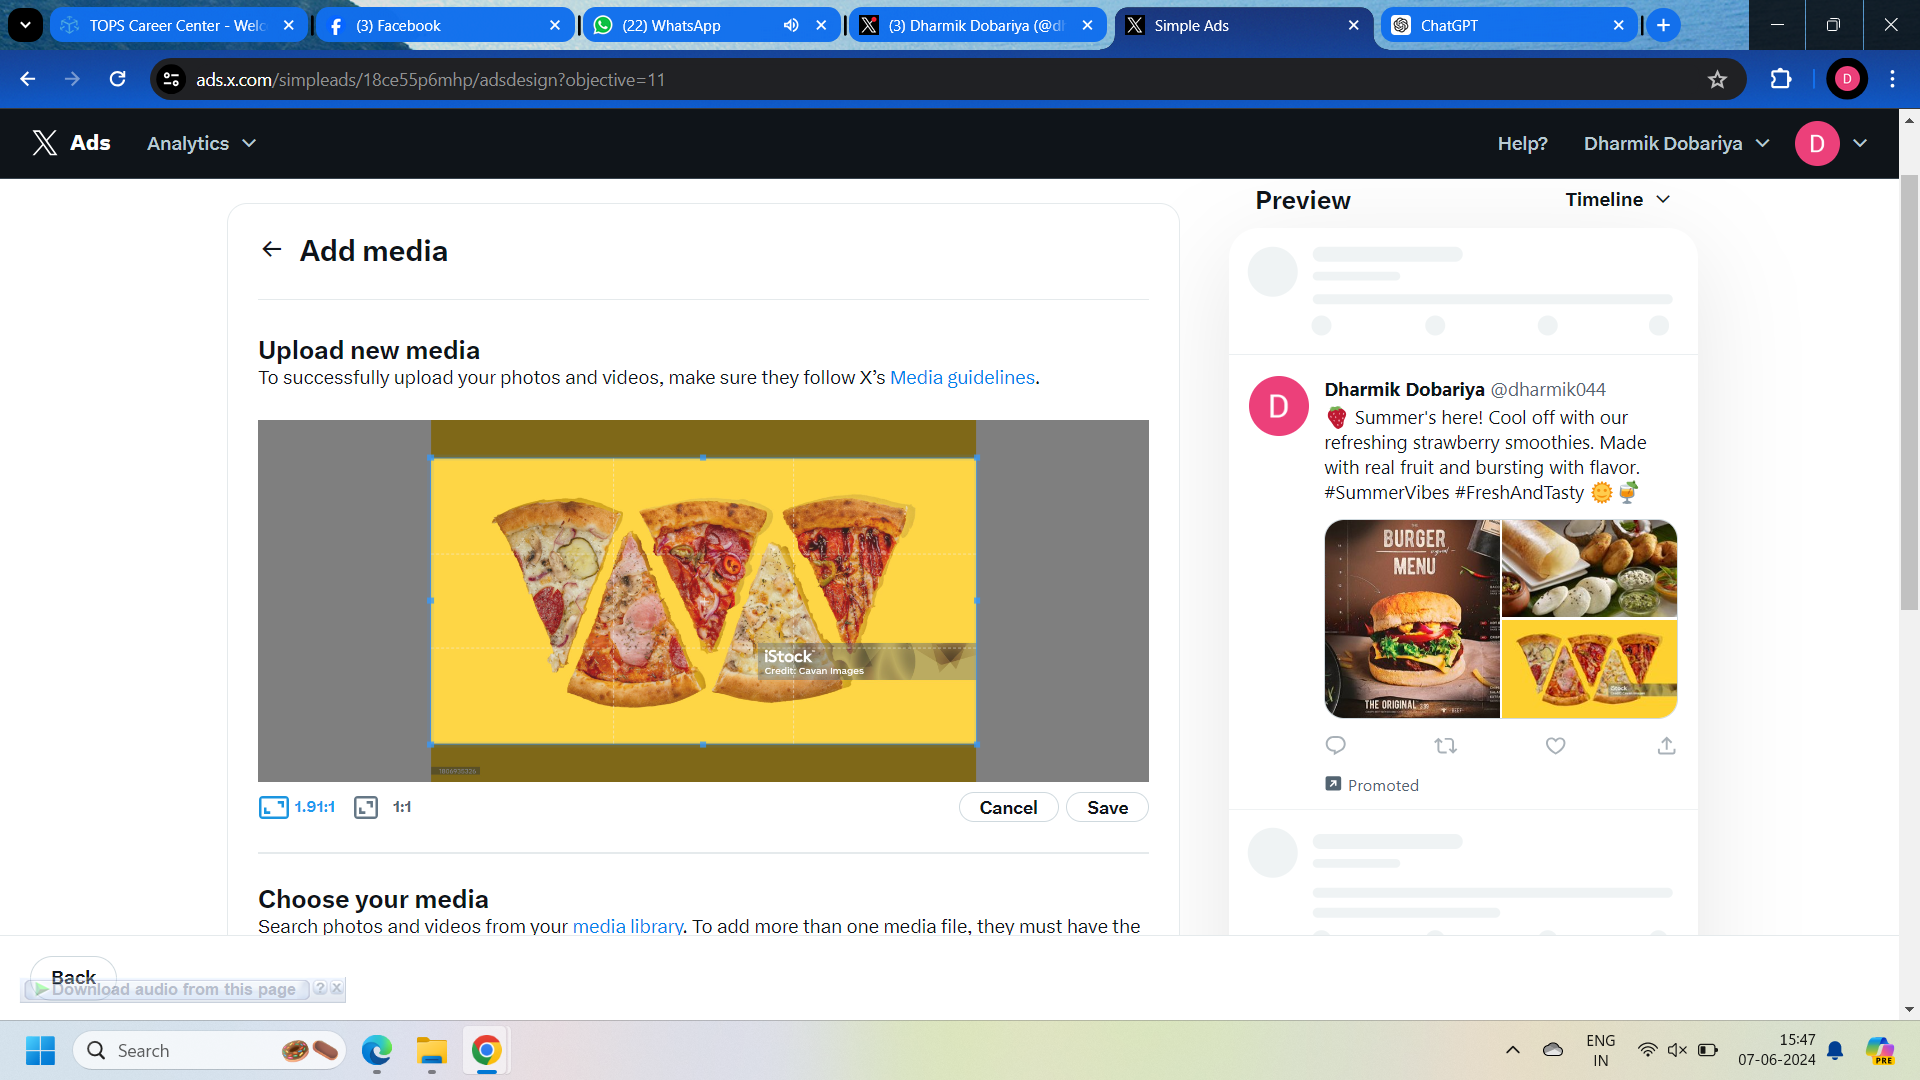 TOPS Career Center - Welc
(3) Facebook
(22) WhatsApp
(3) Dharmik Dobariya (@dh
Simple Ads
ChatGPT
ads.x.com/simpleads/18ce55p6mhp/adsdesign?objective=11
D
Ads
Analytics
Help?
Dharmik Dobariya
D
Add media
Upload new media
To successfully upload your photos and videos, make sure they follow X’s Media guidelines.
iStock
Credit: Cavan Images
1806935326
1.91:1
1:1
Cancel
Save
Choose your media
Search photos and videos from your media library. To add more than one media file, they must have the
Preview
Timeline
D
Dharmik Dobariya @dharmik044
🍓 Summer's here! Cool off with our
refreshing strawberry smoothies. Made
with real fruit and bursting with flavor.
#SummerVibes #FreshAndTasty 🌞🍹
BURGER
MENU
THE ORIGINAL
iStock
Promoted
Back
Download audio from this page
?
Search
ENG
IN
15:47
07-06-2024
PRE